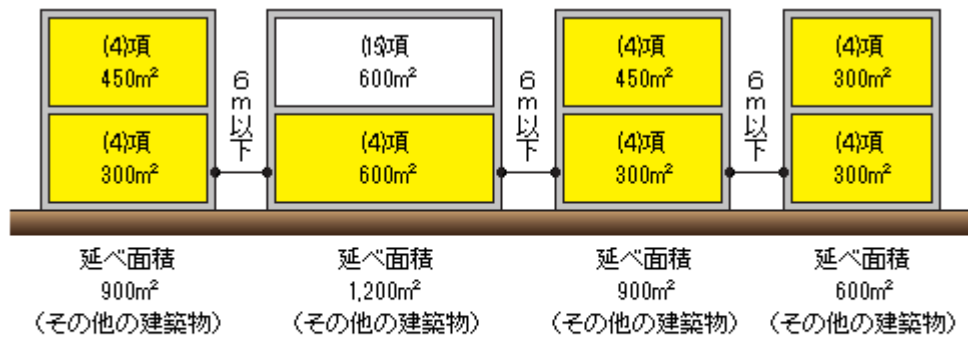 (4)項
450m²
(4)項
300m²
6m以下
(15)項
600m²
(4)項
600m²
6m以下
(4)項
450m²
(4)項
300m²
6m以下
(4)項
300m²
(4)項
300m²
延べ面積
900m²
(その他の建築物)
延べ面積
1,200m²
(その他の建築物)
延べ面積
900m²
(その他の建築物)
延べ面積
600m²
(その他の建築物)